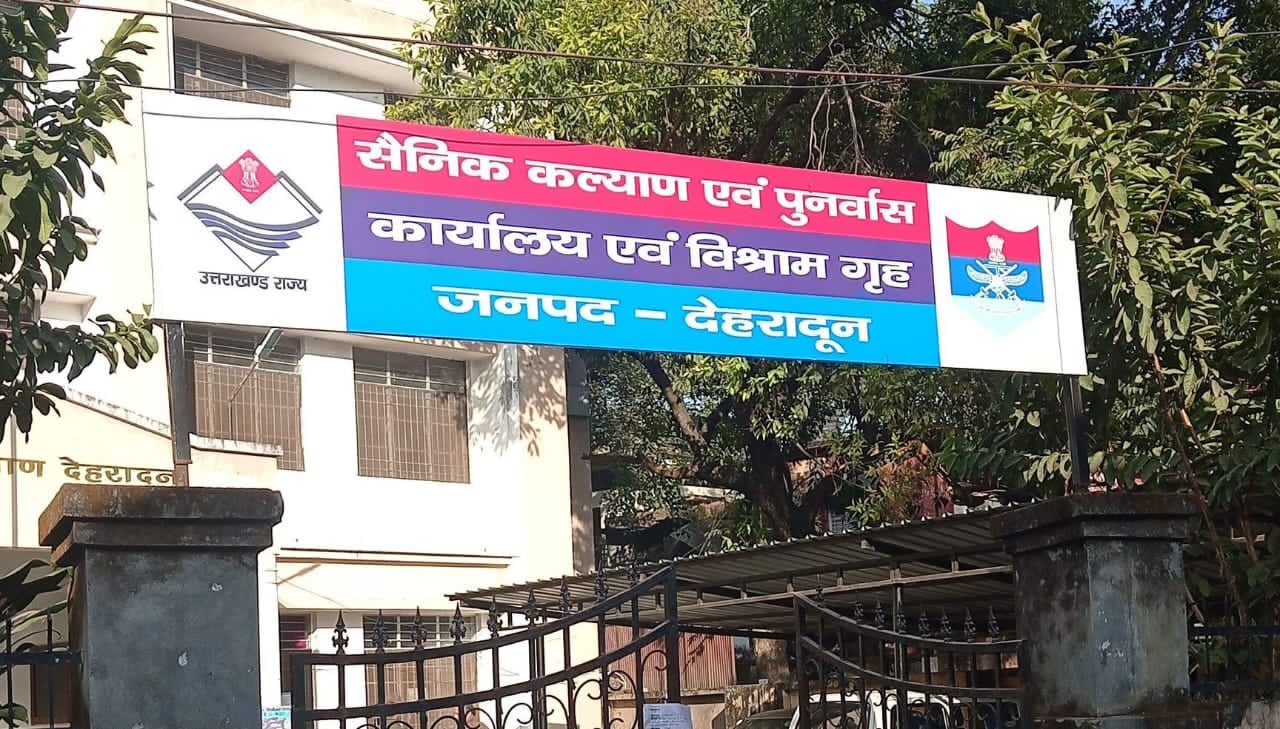 सैनिक कल्याण एवं पुनर्वास
कार्यालय एवं विश्राम गृह
जनपद – देहरादून
उत्तराखण्ड राज्य
देहरादून